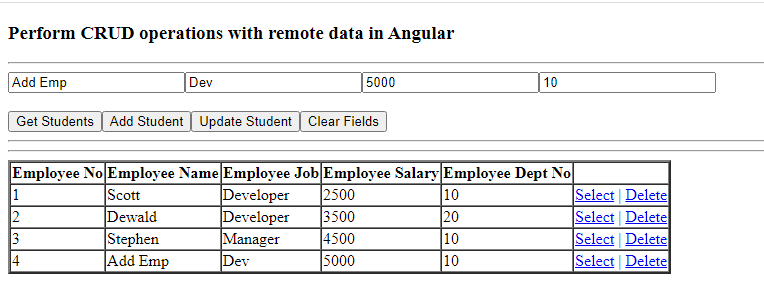 Perform CRUD operations with remote data in Angular
Add Emp Dev 5000 10
Get Students Add Student Update Student Clear Fields
Employee No Employee Name Employee Job Employee Salary Employee Dept No
1 Scott Developer 2500 10 Select | Delete
2 Dewald Developer 3500 20 Select | Delete
3 Stephen Manager 4500 10 Select | Delete
4 Add Emp Dev 5000 10 Select | Delete